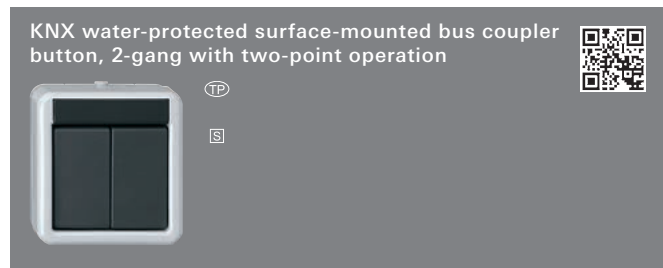 KNX water-protected surface-mounted bus coupler
button, 2-gang with two-point operation
TP
S